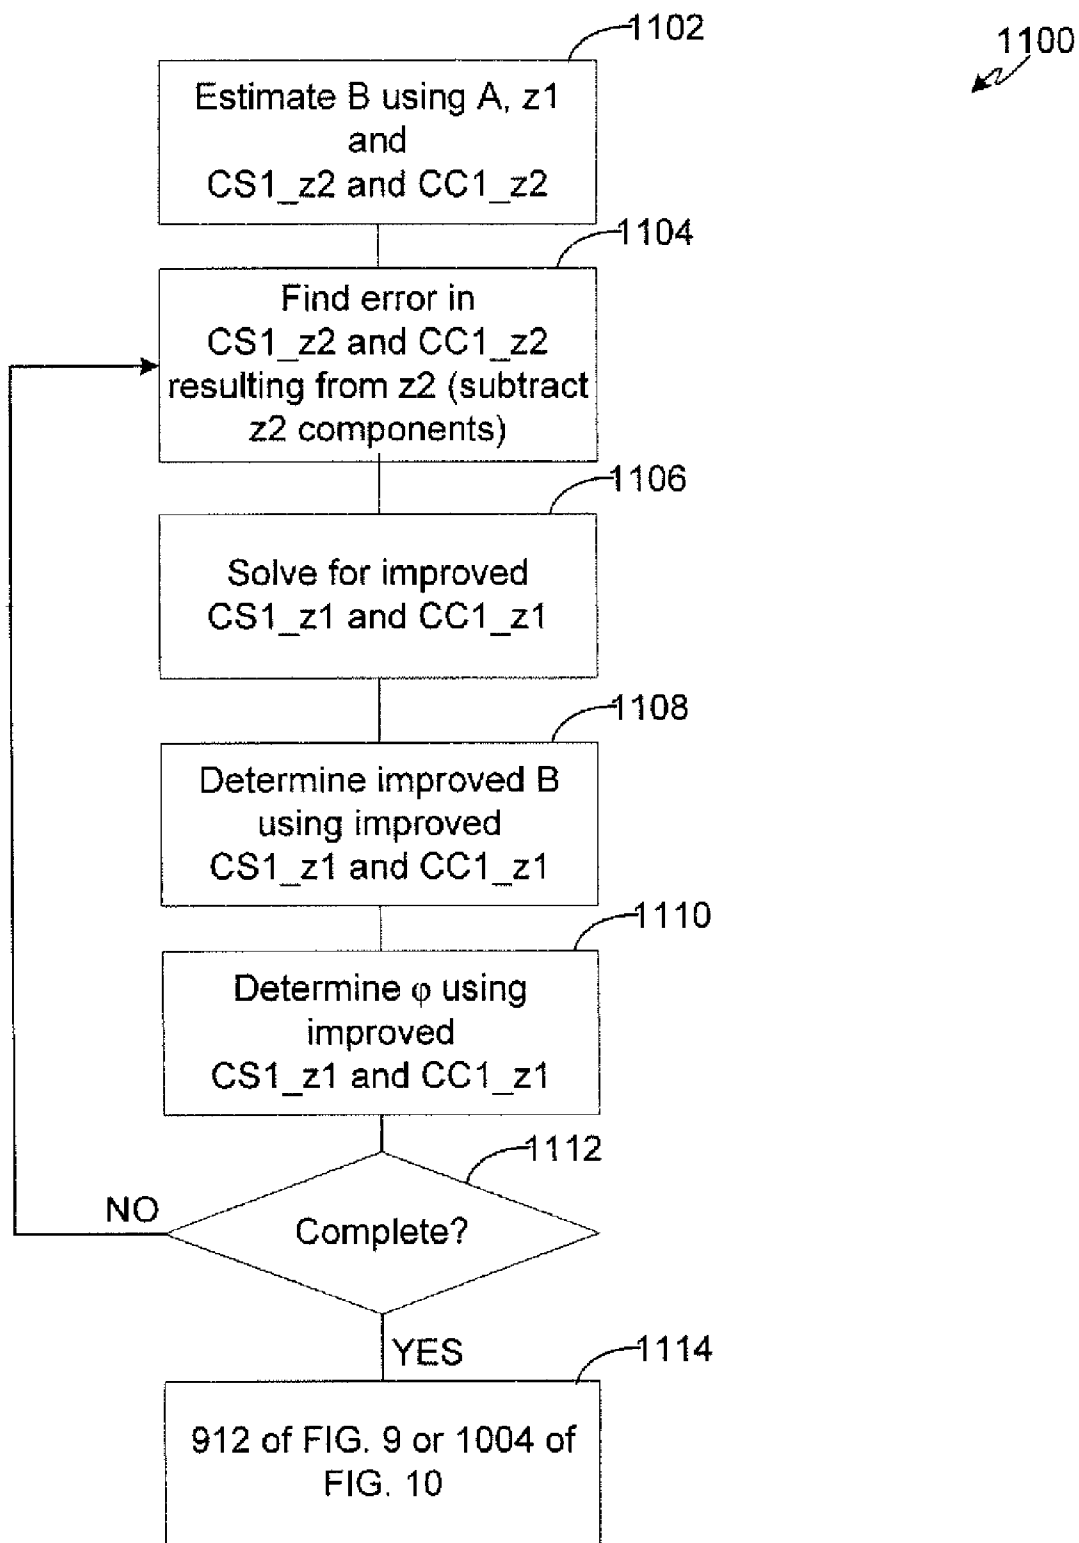 1100
1102
Estimate B using A, z1
and
CS1_z2 and CC1_z2
1104
Find error in
CS1_z2 and CC1_z2
resulting from z2 (subtract
z2 components)
1106
Solve for improved
CS1_z1 and CC1_z1
1108
Determine improved B
using improved
CS1_z1 and CC1_z1
1110
Determine φ using
improved
CS1_z1 and CC1_z1
1112
Complete?
NO
YES
1114
912 of FIG. 9 or 1004 of
FIG. 10